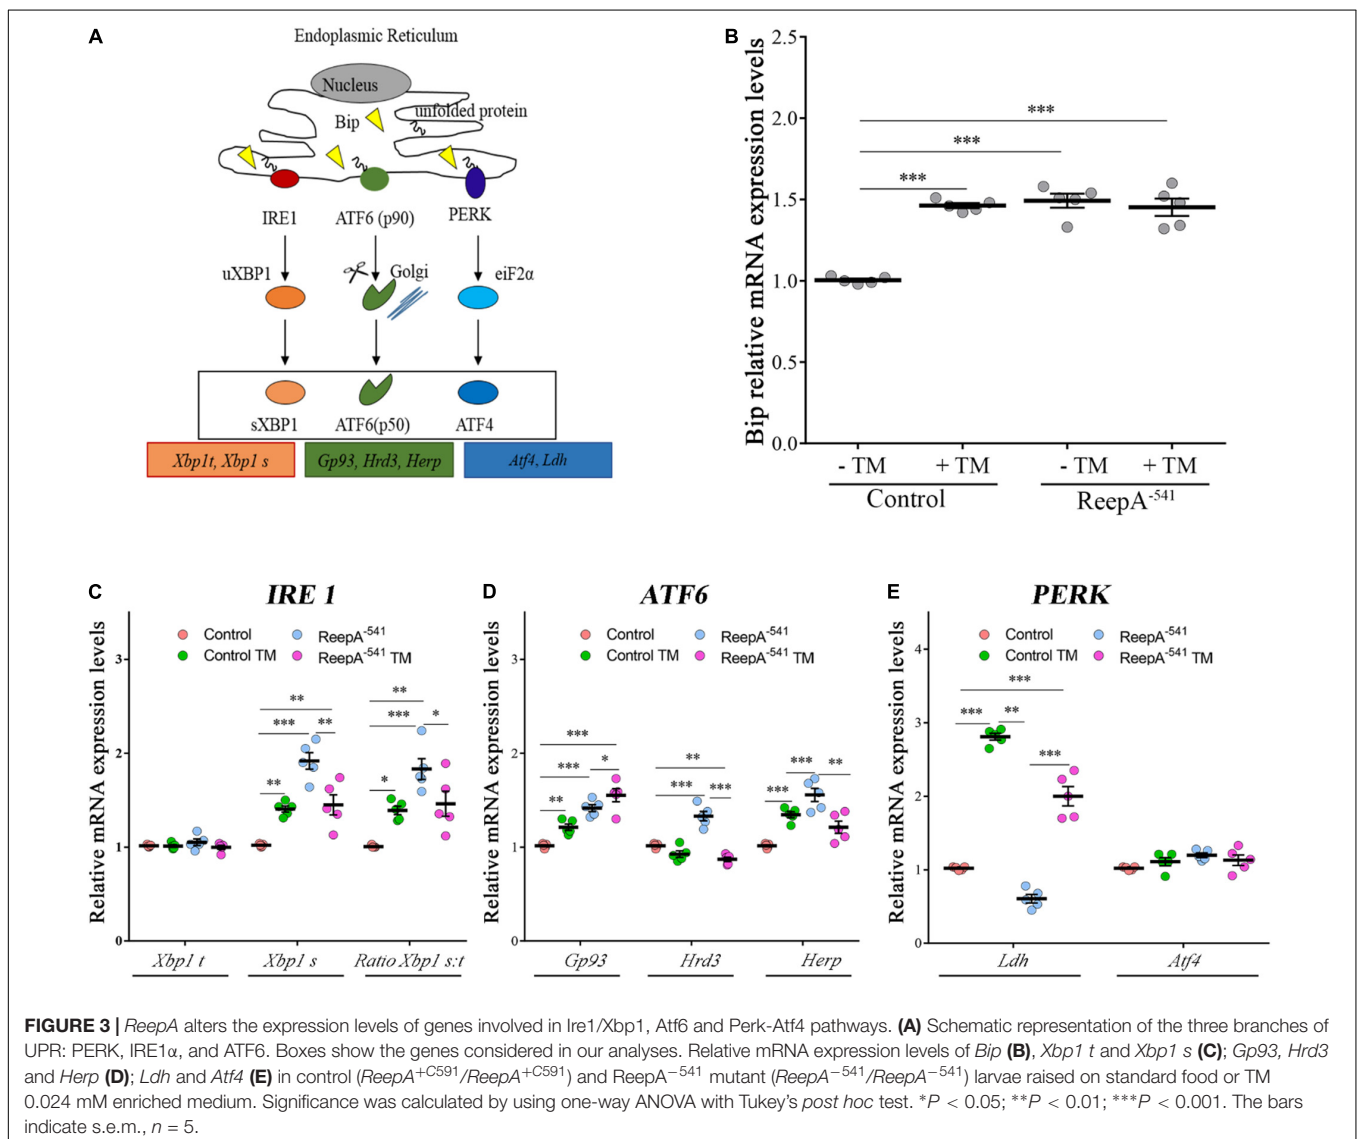 A
Endoplasmic Reticulum
Nucleus
unfolded protein
Bip
IRE1 ATF6 (p90) PERK
uXBP1 Golgi eiF2α
sXBP1 ATF6(p50) ATF4
Xbp1t, Xbp1 s Gp93, Hrd3, Herp Atf4, Ldh
B
Bip relative mRNA expression levels
2.5
2.0
1.5
1.0
0.5
0.0
***
***
***
- TM + TM - TM + TM
Control ReepA-541
C
IRE 1
Relative mRNA expression levels
Control ReepA-541
Control TM ReepA-541 TM
3
2
1
0
** *** ** **
** *** * *
Xbp1 t Xbp1 s Ratio Xbp1 s:t
D
ATF6
Relative mRNA expression levels
Control ReepA-541
Control TM ReepA-541 TM
3
2
1
0
*** *** * **
** *** ***
*** ** ***
Gp93 Hrd3 Herp
E
PERK
Relative mRNA expression levels
Control ReepA-541
Control TM ReepA-541 TM
4
3
2
1
0
***
*** **
***
Ldh Atf4
FIGURE 3 | ReepA alters the expression levels of genes involved in Ire1/Xbp1, Atf6 and Perk-Atf4 pathways. (A) Schematic representation of the three branches of
UPR: PERK, IRE1α, and ATF6. Boxes show the genes considered in our analyses. Relative mRNA expression levels of Bip (B), Xbp1 t and Xbp1 s (C); Gp93, Hrd3
and Herp (D); Ldh and Atf4 (E) in control (ReepA+C591/ReepA+C591) and ReepA−541 mutant (ReepA−541/ReepA−541) larvae raised on standard food or TM
0.024 mM enriched medium. Significance was calculated by using one-way ANOVA with Tukey's post hoc test. *P < 0.05; **P < 0.01; ***P < 0.001. The bars
indicate s.e.m., n = 5.